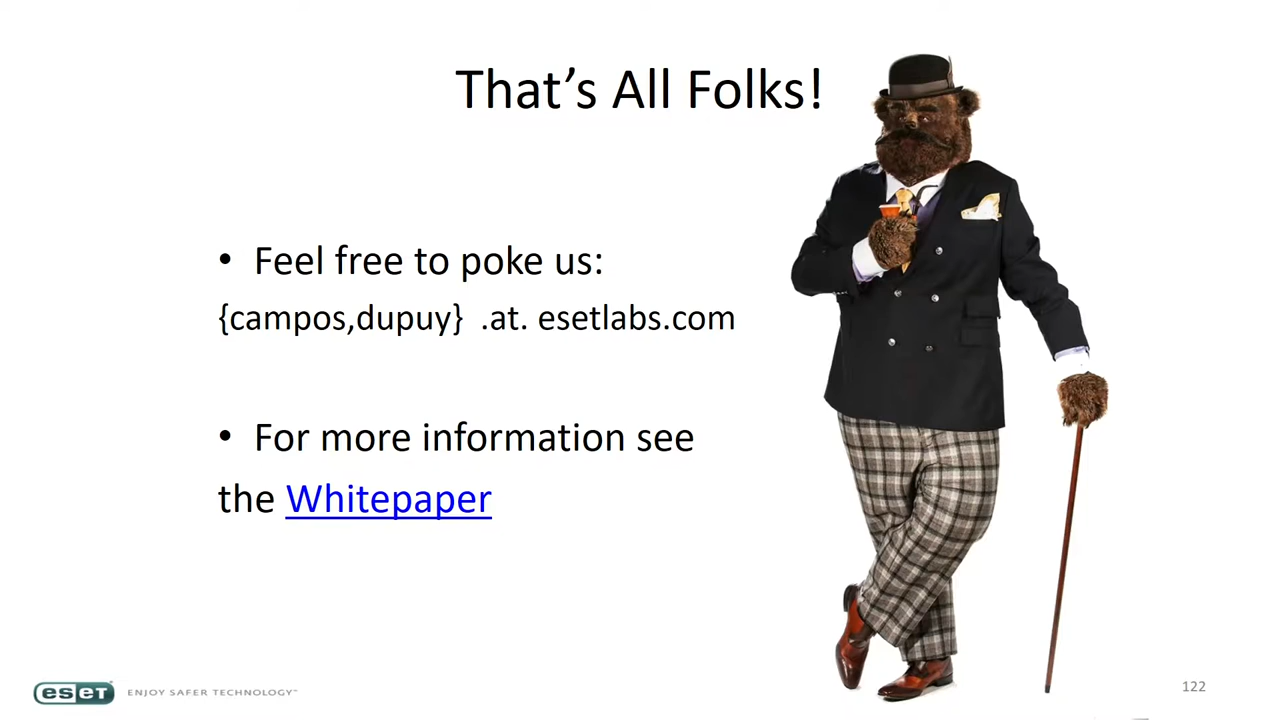 That’s All Folks!
• Feel free to poke us:
{campos,dupuy} .at. esetlabs.com
• For more information see
the Whitepaper
eseT ENJOY SAFER TECHNOLOGY™
122